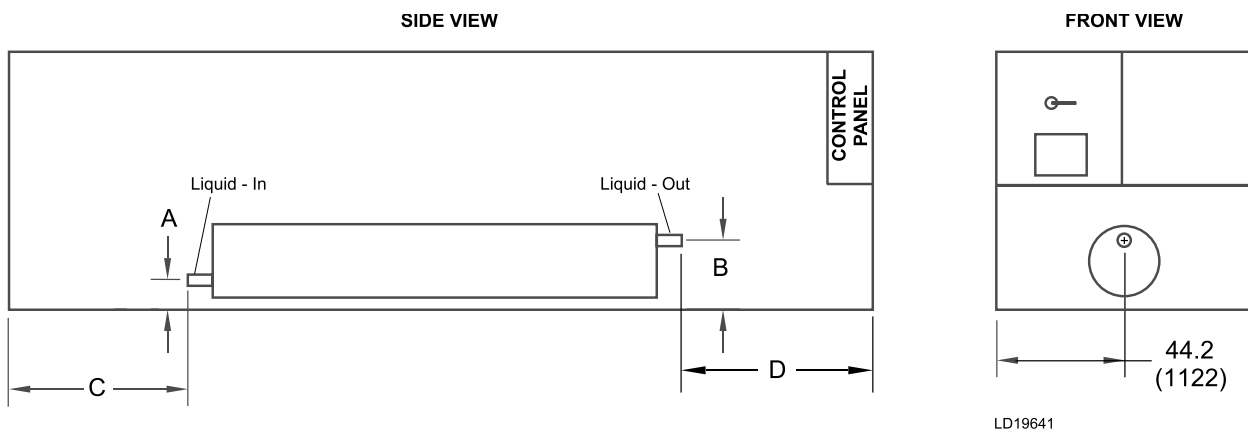 SIDE VIEW
FRONT VIEW
CONTROL
PANEL
Liquid - In
Liquid - Out
A
B
C
D
44.2
(1122)
LD19641